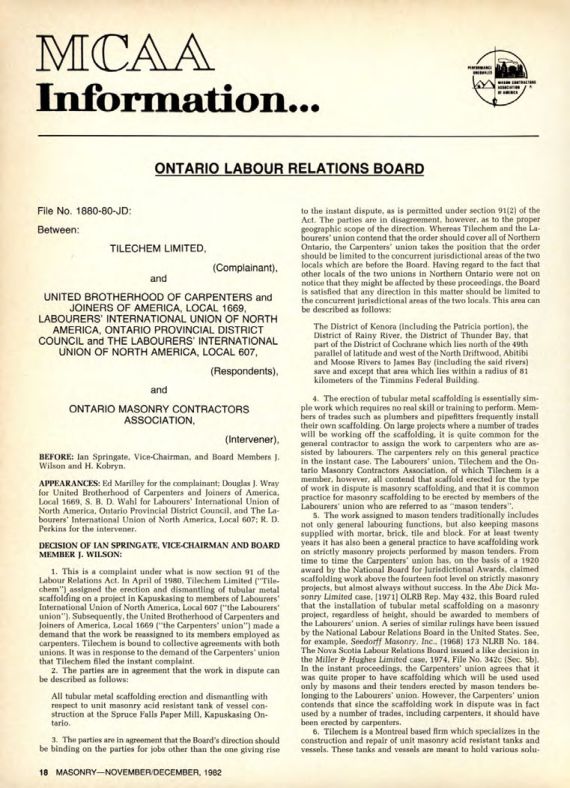 MCAA
Information...
PERFORMANCE
UNEQUALED
MASON CONTRACTORS
ASSOCIATION
OF AMERICA
ONTARIO LABOUR RELATIONS BOARD
File No. 1880-80-JD:
Between:
TILECHEM LIMITED,
(Complainant),
and
UNITED BROTHERHOOD OF CARPENTERS and
JOINERS OF AMERICA, LOCAL 1669,
LABOURERS' INTERNATIONAL UNION OF NORTH
AMERICA, ONTARIO PROVINCIAL DISTRICT
COUNCIL and THE LABOURERS' INTERNATIONAL
UNION OF NORTH AMERICA, LOCAL 607,
(Respondents),
and
ONTARIO MASONRY CONTRACTORS
ASSOCIATION,
(Intervener),
BEFORE: Ian Springate, Vice-Chairman, and Board Members J.
Wilson and H. Kobryn.
APPEARANCES: Ed Marilley for the complainant; Douglas J. Wray
for United Brotherhood of Carpenters and Joiners of America,
Local 1669, S. B. D. Wahl for Labourers' International Union of
North America, Ontario Provincial District Council, and The La-
bourers' International Union of North America, Local 607; R. D.
Perkins for the intervener.
DECISION OF IAN SPRINGATE, VICE-CHAIRMAN AND BOARD
MEMBER J. WILSON:
1. This is a complaint under what is now section 91 of the
Labour Relations Act. In April of 1980, Tilechem Limited ("Tile-
chem") assigned the erection and dismantling of tubular metal
scaffolding on a project in Kapuskasing to members of Labourers'
International Union of North America, Local 607 ("the Labourers'
union"). Subsequently, the United Brotherhood of Carpenters and
Joiners of America, Local 1669 ("the Carpenters' union") made a
demand that the work be reassigned to its members employed as
carpenters. Tilechem is bound to collective agreements with both
unions. It was in response to the demand of the Carpenters' union
that Tilechem filed the instant complaint.
2. The parties are in agreement that the work in dispute can
be described as follows:
All tubular metal scaffolding erection and dismantling with
respect to unit masonry acid resistant tank of vessel con-
struction at the Spruce Falls Paper Mill, Kapuskasing On-
tario.
3. The parties are in agreement that the Board's direction should
be binding on the parties for jobs other than the one giving rise
to the instant dispute, as is permitted under section 91(2) of the
Act. The parties are in disagreement, however, as to the proper
geographic scope of the direction. Whereas Tilechem and the La-
bourers' union contend that the order should cover all of Northern
Ontario, the Carpenters' union takes the position that the order
should be limited to the concurrent jurisdictional areas of the two
locals which are before the Board. Having regard to the fact that
other locals of the two unions in Northern Ontario were not on
notice that they might be affected by these proceedings, the Board
is satisfied that any direction in this matter should be limited to
the concurrent jurisdictional areas of the two locals. This area can
be described as follows:
The District of Kenora (including the Patricia portion), the
District of Rainy River, the District of Thunder Bay, that
part of the District of Cochrane which lies north of the 49th
parallel of latitude and west of the North Driftwood, Abitibi
and Moose Rivers to James Bay (including the said rivers)
save and except that area which lies within a radius of 81
kilometers of the Timmins Federal Building.
4. The erection of tubular metal scaffolding is essentially sim-
ple work which requires no real skill or training to perform. Mem-
bers of trades such as plumbers and pipefitters frequently install
their own scaffolding. On large projects where a number of trades
will be working off the scaffolding, it is quite common for the
general contractor to assign the work to carpenters who are as-
sisted by labourers. The carpenters rely on this general practice
in the instant case. The Labourers' union, Tilechem and the On-
tario Masonry Contractors Association, of which Tilechem is a
member, however, all contend that scaffold erected for the type
of work in dispute is masonry scaffolding, and that it is common
practice for masonry scaffolding to be erected by members of the
Labourers' union who are referred to as "mason tenders".
5. The work assigned to mason tenders traditionally includes
not only general labouring functions, but also keeping masons
supplied with mortar, brick, tile and block. For at least twenty
years it has also been a general practice to have scaffolding work
on strictly masonry projects performed by mason tenders. From
time to time the Carpenters' union has, on the basis of a 1920
award by the National Board for Jurisdictional Awards, claimed
scaffolding work above the fourteen foot level on strictly masonry
projects, but almost always without success. In the Abe Dick Ma-
sonry Limited case, [1971] OLRB Rep. May 432, this Board ruled
that the installation of tubular metal scaffolding on a masonry
project, regardless of height, should be awarded to members of
the Labourers' union. A series of similar rulings have been issued
by the National Labour Relations Board in the United States. See,
for example, Seedorff Masonry, Inc., (1968) 173 NLRB No. 184.
The Nova Scotia Labour Relations Board issued a like decision in
the Miller & Hughes Limited case, 1974, File No. 342c (Sec. 5b).
In the instant proceedings, the Carpenters' union agrees that it
was quite proper to have scaffolding which will be used used
only by masons and their tenders erected by mason tenders be-
longing to the Labourers' union. However, the Carpenters' union
contends that since the scaffolding work in dispute was in fact
used by a number of trades, including carpenters, it should have
been erected by carpenters.
6. Tilechem is a Montreal based firm which specializes in the
construction and repair of unit masonry acid resistant tanks and
vessels. These tanks and vessels are meant to hold various solu-
18 MASONRY—NOVEMBER/DECEMBER, 1982